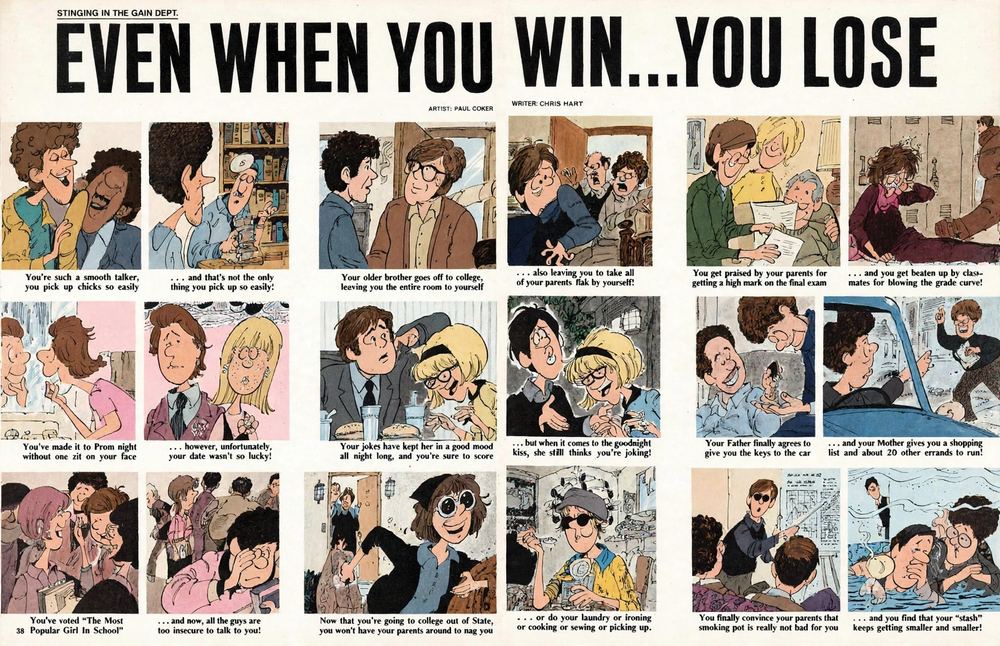 STINGING IN THE GAIN DEPT.
EVEN WHEN YOU WIN...YOU LOSE
ARTIST: PAUL COKER
WRITER: CHRIS HART
You're such a smooth talker,
you pick up chicks so easily
. . . and that's not the only
thing you pick up so easily!
Your older brother goes off to college,
leaving you the entire room to yourself
. . . also leaving you to take all
of your parents flak by yourself!
You get praised by your parents for
getting a high mark on the final exam
. . . and you get beaten up by class-
mates for blowing the grade curve!
You've made it to Prom night
without one zit on your face
. . . however, unfortunately,
your date wasn't so lucky!
Your jokes have kept her in a good mood
all night long, and you're sure to score
. . . but when it comes to the goodnight
kiss, she still thinks you're joking!
Your Father finally agrees to
give you the keys to the car
. . . and your Mother gives you a shopping
list and about 20 other errands to run!
You've voted "The Most
Popular Girl In School"
. . . and now, all the guys are
too insecure to talk to you!
Now that you're going to college out of State,
you won't have your parents around to nag you
. . . or do your laundry or ironing
or cooking or sewing or picking up.
You finally convince your parents that
smoking pot is really not bad for you
. . . and you find that your "stash"
keeps getting smaller and smaller!
38